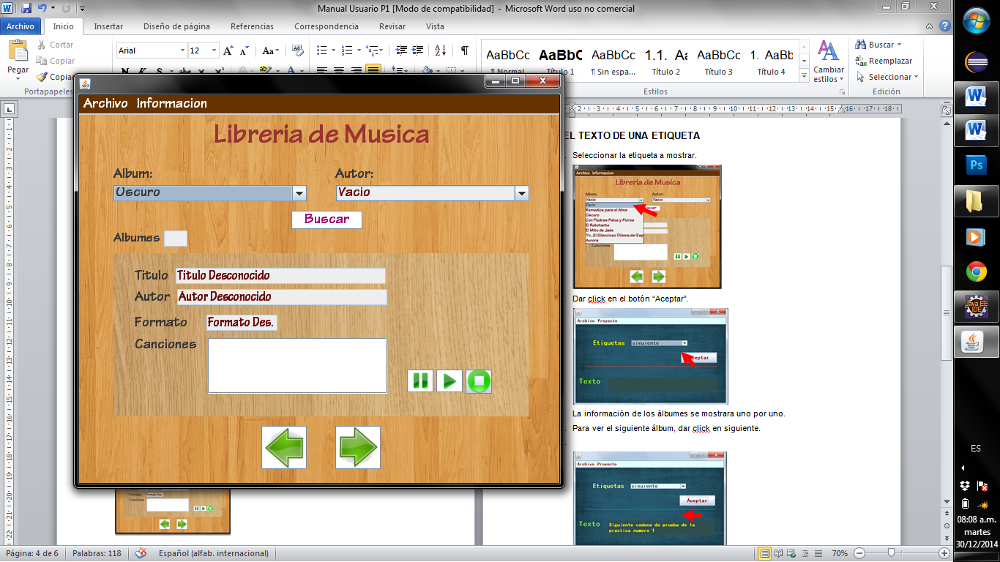 Manual Usuario P1 [Modo de compatibilidad] - Microsoft Word uso no comercial
Archivo Inicio Insertar Diseño de página Referencias Correspondencia Revisar Vista
Pegar
Cortar
Copiar
Copiar
Portapapeles
Arial 12
AaBbCc AaBbC AaBbCc 1.1. Aa AaBbCc 1. AaBb
¶ Normal Título 1 ¶ Sin espa... Título 2 Título 3 Título 4
Estilos
Cambiar estilos
Buscar
Reemplazar
Seleccionar
Edición
Archivo Informacion
Libreria de Musica
Album: Autor:
Oscuro Vacio
Buscar
Albumes
Titulo Titulo Desconocido
Autor Autor Desconocido
Formato Formato Des.
Canciones
EL TEXTO DE UNA ETIQUETA
Seleccionar la etiqueta a mostrar.
Archivo Informacion
Libreria de Musica
Album: Autor:
Vacio Vacio
Vacio
Remedios para el Alma
Oscuro
Con Piedras Palos y Flores
El Rebotante
El Mito de Jade
Yo...El Silencioso Dilema del Esp
Aurora
Canciones
Dar click en el botón “Aceptar”.
Archivo Proyecto
Etiquetas siguiente
Aceptar
Texto
La información de los álbumes se mostrara uno por uno.
Para ver el siguiente álbum, dar click en siguiente.
Archivo Proyecto
Etiquetas siguiente
Aceptar
Texto Siguiente cadena de prueba de la
practica numero 1
Formato Formato Des.
Canciones
Página: 4 de 6 Palabras: 118 Español (alfab. internacional) 70%
Ps
Java EE
IDE
ES
08:08 a.m.
martes
30/12/2014